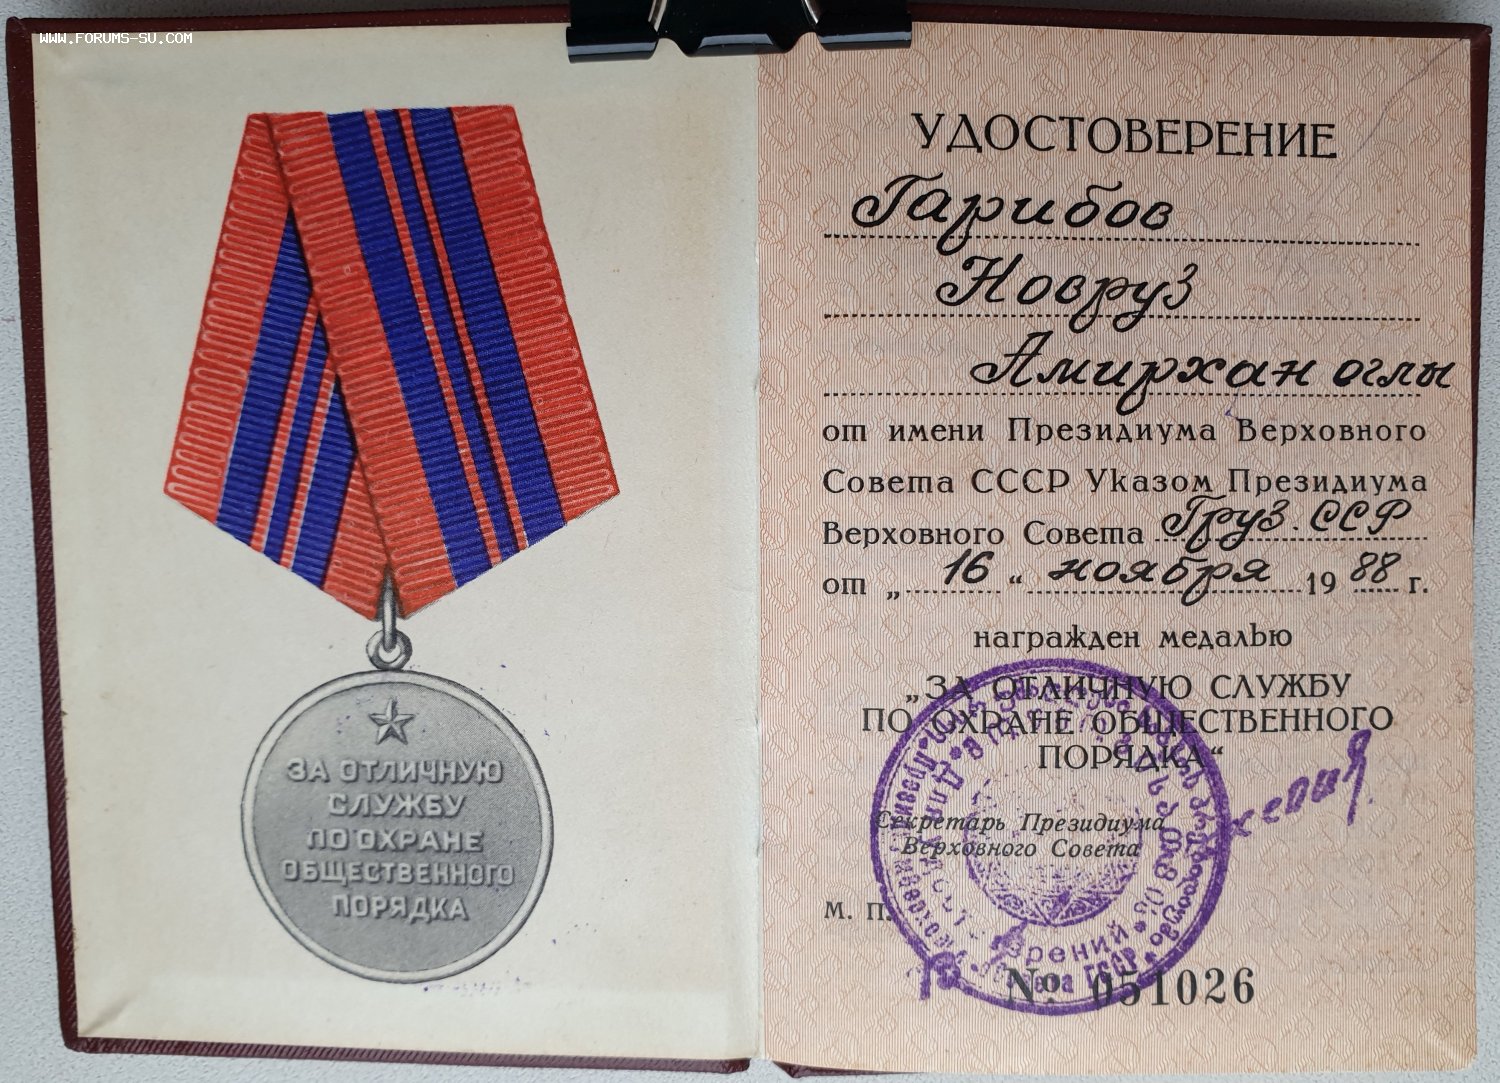 www.forums-su.com
ЗА ОТЛИЧНУЮ
СЛУЖБУ
ПО ОХРАНЕ
ОБЩЕСТВЕННОГО
ПОРЯДКА
УДОСТОВЕРЕНИЕ
Гарибов
Новруз
Амирхан оглы
от имени Президиума Верховного
Совета СССР Указом Президиума
Верховного Совета Груз. ССР
от „ 16 “ ноября 19 88 г.
награжден медалью
„ЗА ОТЛИЧНУЮ СЛУЖБУ
ПО ОХРАНЕ ОБЩЕСТВЕННОГО
ПОРЯДКА“
Секретарь Президиума
Верховного Совета
М. П.
№ 051026